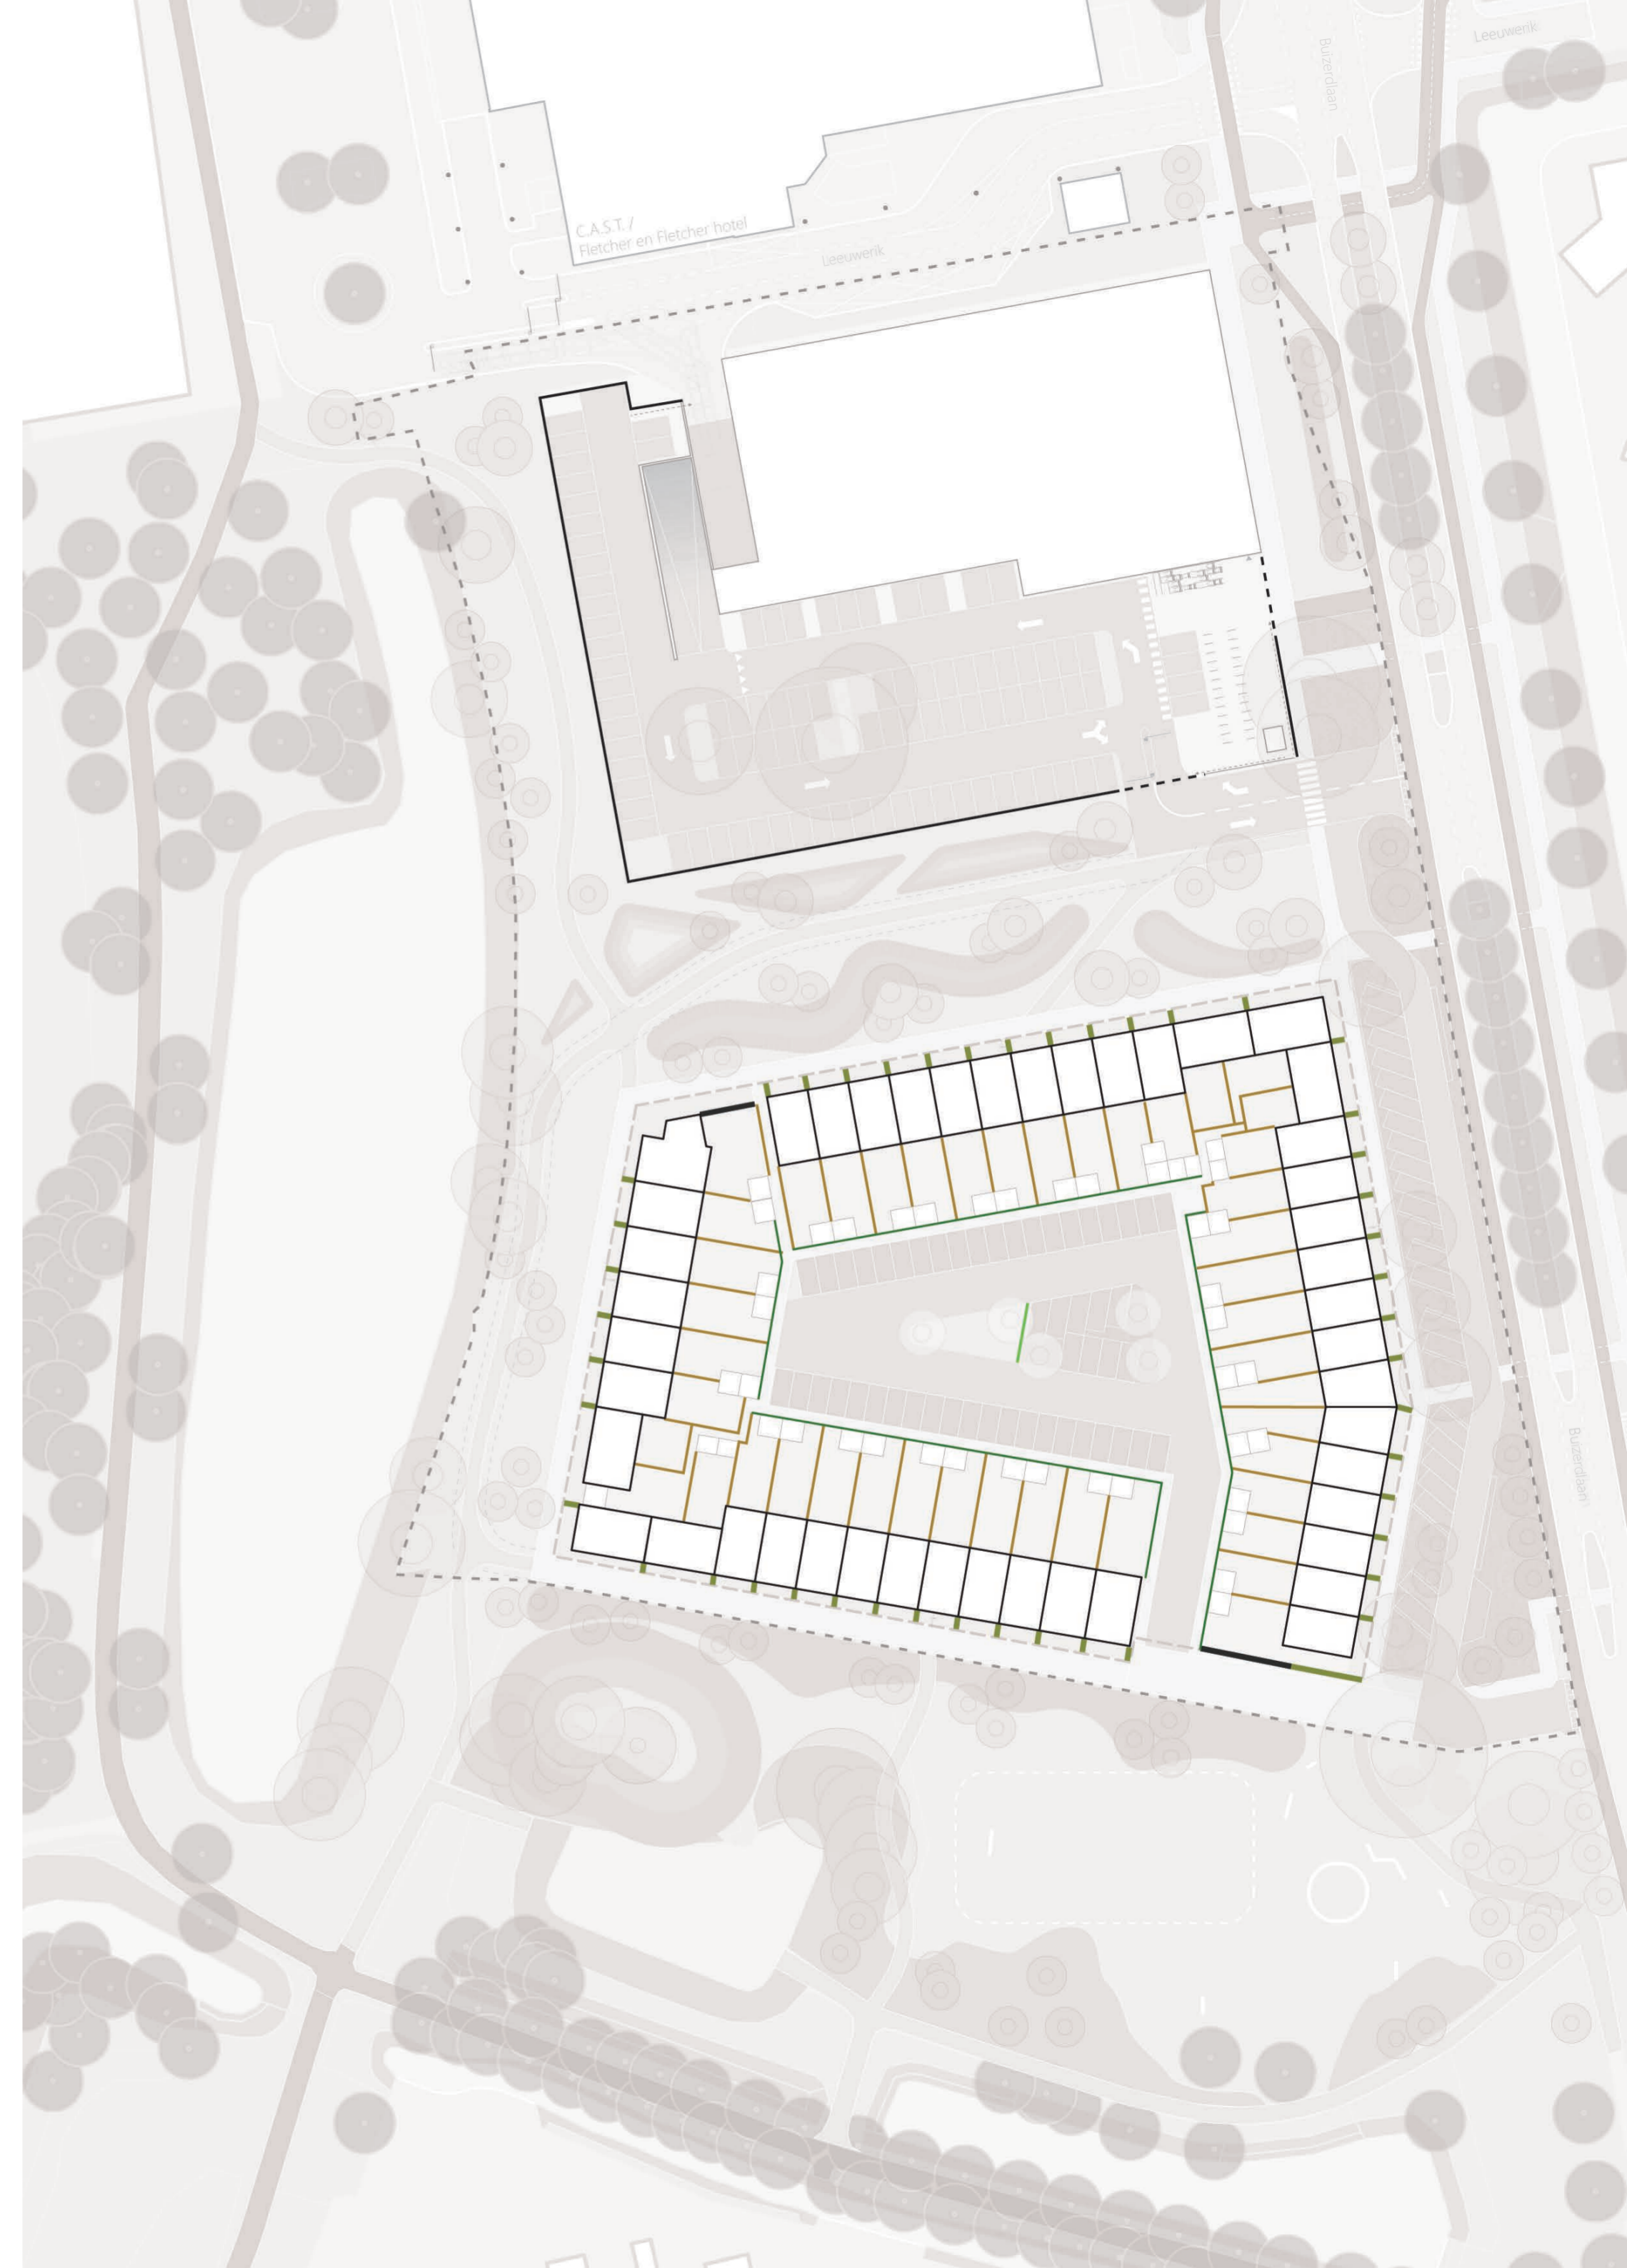 Leeuwerik
Buizerdlaan
C.A.S.T. /
Fletcher en Fletcher hotel
Leeuwerik
Buizerdlaan